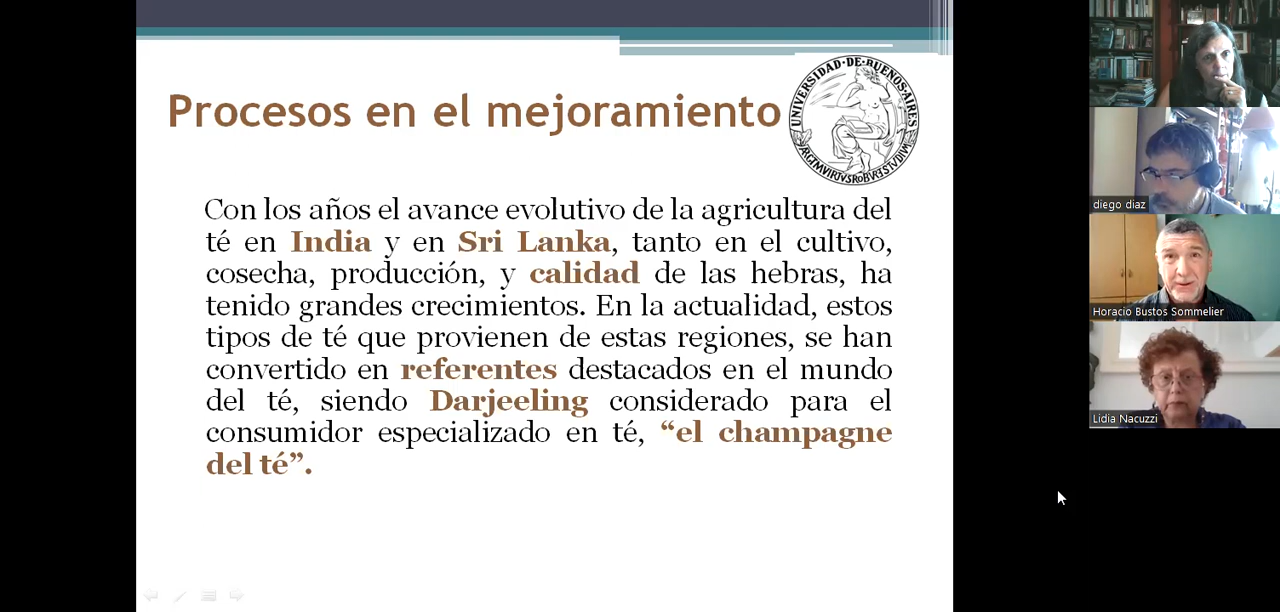 Procesos en el mejoramiento
UNIVERSIDAD·DE·BUENOS·AIRES
Con los años el avance evolutivo de la agricultura del
té en India y en Sri Lanka, tanto en el cultivo,
cosecha, producción, y calidad de las hebras, ha
tenido grandes crecimientos. En la actualidad, estos
tipos de té que provienen de estas regiones, se han
convertido en referentes destacados en el mundo
del té, siendo Darjeeling considerado para el
consumidor especializado en té, “el champagne
del té”.
diego diaz
Horacio Bustos Sommelier
Lidia Nacuzzi